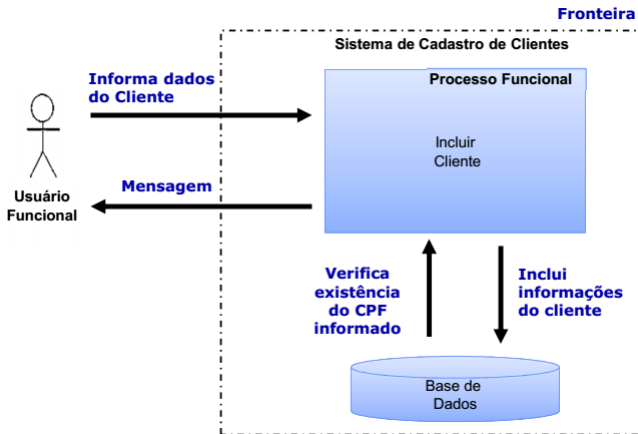 Fronteira
Sistema de Cadastro de Clientes
Informa dados
do Cliente
Processo Funcional
Incluir
Cliente
Mensagem
Usuário
Funcional
Verifica
existência
do CPF
informado
Inclui
informações
do cliente
Base de
Dados